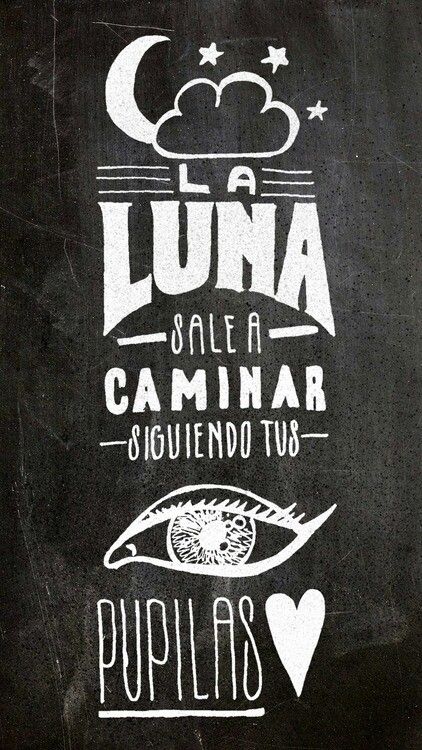 LA
LUNA
SALE A
CAMINAR
SIGUIENDO TUS
PUPILAS